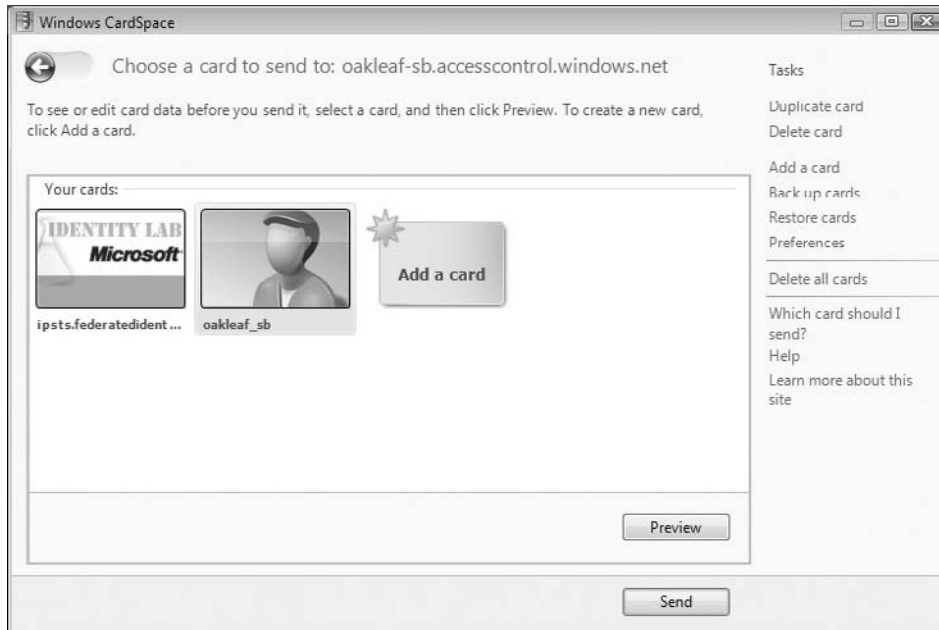 Windows CardSpace
Choose a card to send to: oakleaf-sb.accesscontrol.windows.net
To see or edit card data before you send it, select a card, and then click Preview. To create a new card,
click Add a card.
Your cards:
IDENTITY LAB
Microsoft
ipsts.federatedident ...
oakleaf_sb
Add a card
Preview
Send
Tasks
Duplicate card
Delete card
Add a card
Back up cards
Restore cards
Preferences
Delete all cards
Which card should I
send?
Help
Learn more about this
site